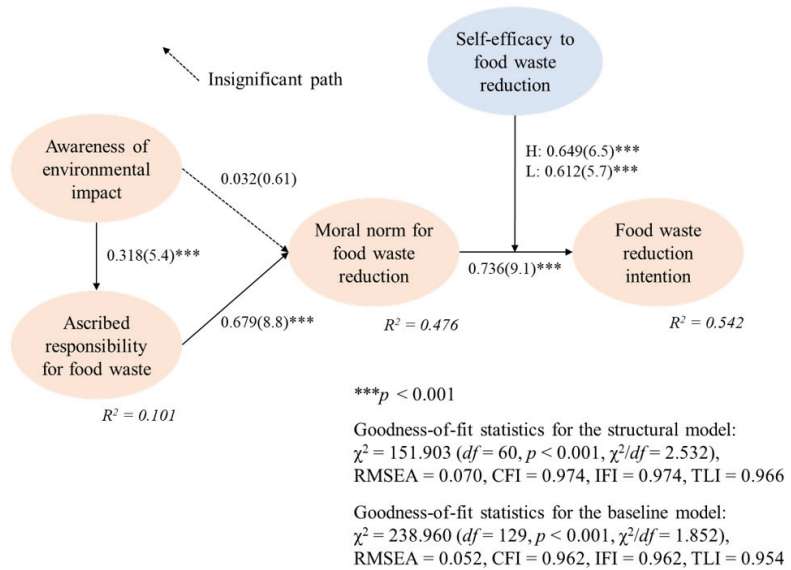 Self-efficacy to
food waste
reduction
Insignificant path
Awareness of
environmental
impact
H: 0.649(6.5)***
L: 0.612(5.7)***
0.032(0.61)
Moral norm for
food waste
reduction
Food waste
reduction
intention
0.318(5.4)***
0.736(9.1)***
0.679(8.8)***
R² = 0.476
R² = 0.542
Ascribed
responsibility
for food waste
R² = 0.101
***p < 0.001
Goodness-of-fit statistics for the structural model:
χ² = 151.903 (df = 60, p < 0.001, χ²/df = 2.532),
RMSEA = 0.070, CFI = 0.974, IFI = 0.974, TLI = 0.966
Goodness-of-fit statistics for the baseline model:
χ² = 238.960 (df = 129, p < 0.001, χ²/df = 1.852),
RMSEA = 0.052, CFI = 0.962, IFI = 0.962, TLI = 0.954